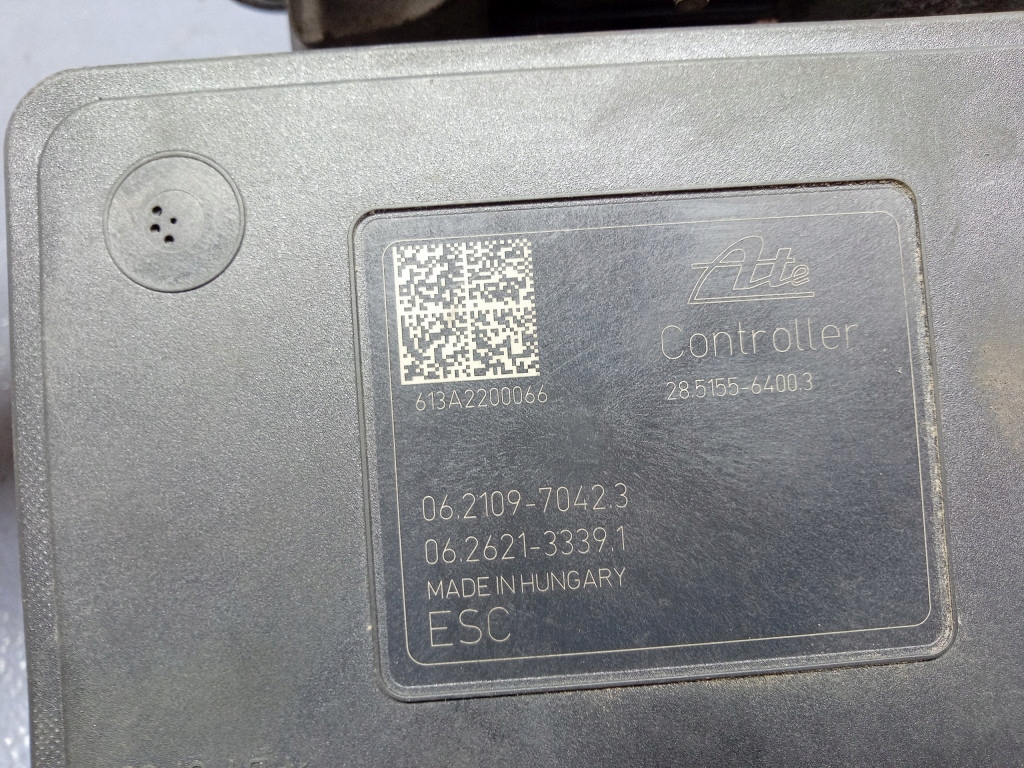 Ate
Controller
28.5155-6400.3
613A2200066
06.2109-7042.3
06.2621-3339.1
MADE IN HUNGARY
ESC